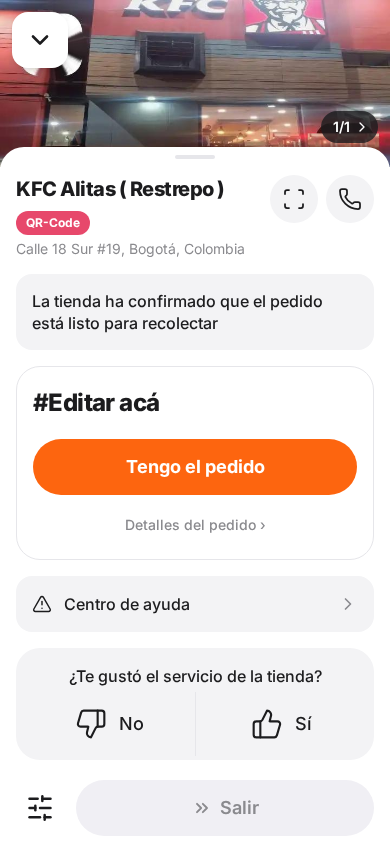 KFC
KFC
1/1
KFC Alitas ( Restrepo )
QR-Code
Calle 18 Sur #19, Bogotá, Colombia
La tienda ha confirmado que el pedido
está listo para recolectar
#Editar acá
Tengo el pedido
Detalles del pedido ›
Centro de ayuda
¿Te gustó el servicio de la tienda?
No
Sí
Salir